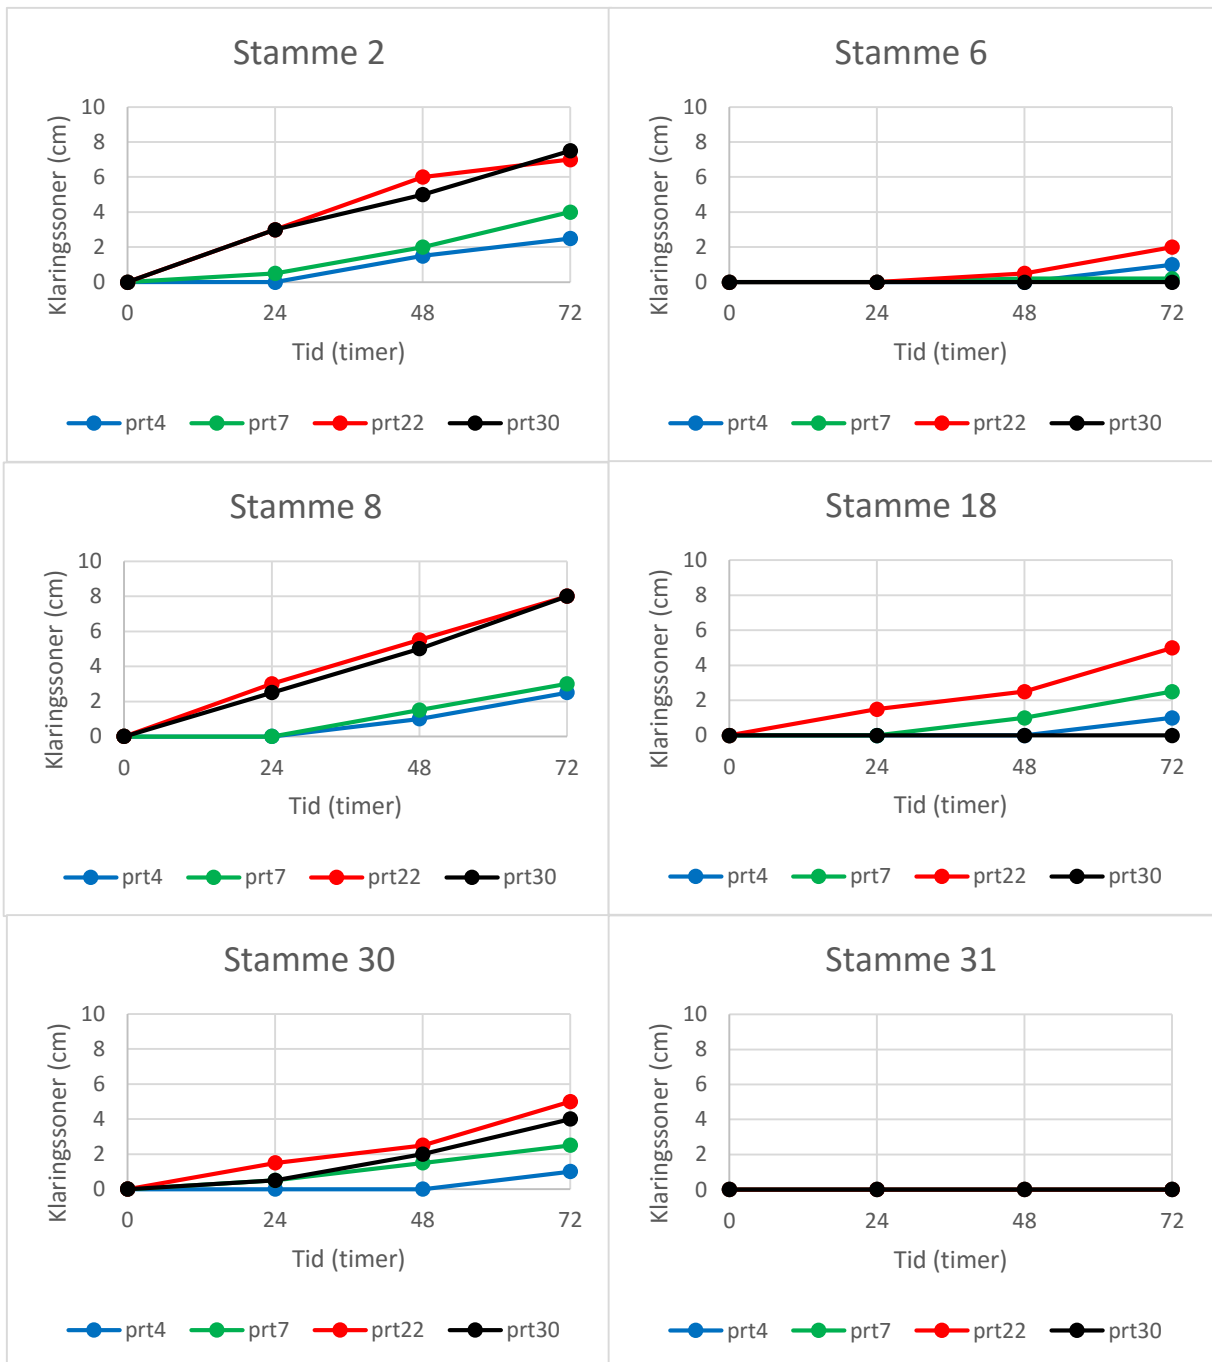 Stamme 2
Klaringssoner (cm)
10
8
6
4
2
0
0 24 48 72
Tid (timer)
prt4 prt7 prt22 prt30
Stamme 6
Klaringssoner (cm)
10
8
6
4
2
0
0 24 48 72
Tid (timer)
prt4 prt7 prt22 prt30
Stamme 8
Klaringssoner (cm)
10
8
6
4
2
0
0 24 48 72
Tid (timer)
prt4 prt7 prt22 prt30
Stamme 18
Klaringssoner (cm)
10
8
6
4
2
0
0 24 48 72
Tid (timer)
prt4 prt7 prt22 prt30
Stamme 30
Klaringssoner (cm)
10
8
6
4
2
0
0 24 48 72
Tid (timer)
prt4 prt7 prt22 prt30
Stamme 31
Klaringssoner (cm)
10
8
6
4
2
0
0 24 48 72
Tid (timer)
prt4 prt7 prt22 prt30